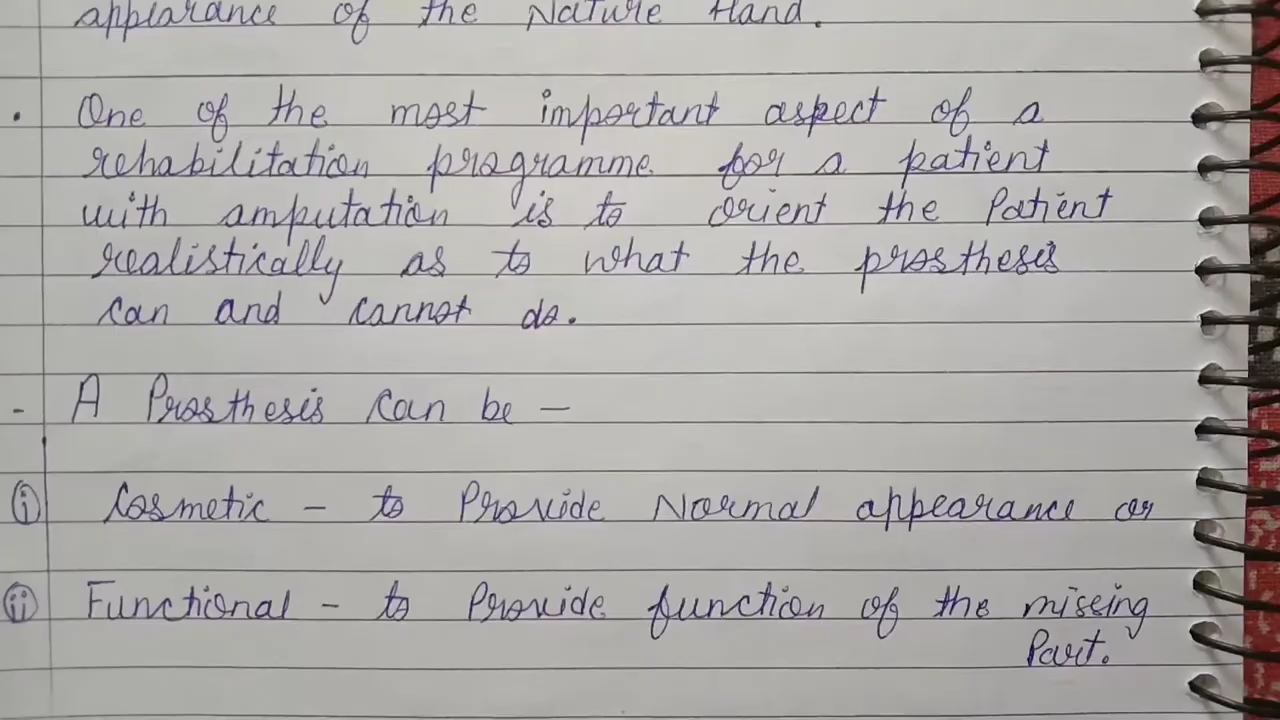 appearance of the Nature Hand.
• One of the most important aspect of a
rehabilitation programme for a patient
with amputation is to orient the Patient
realistically as to what the prosthesis
can and cannot do.
- A Prosthesis can be -
(i) Cosmetic - to Provide Normal appearance or
(ii) Functional - to Provide function of the missing
Part.